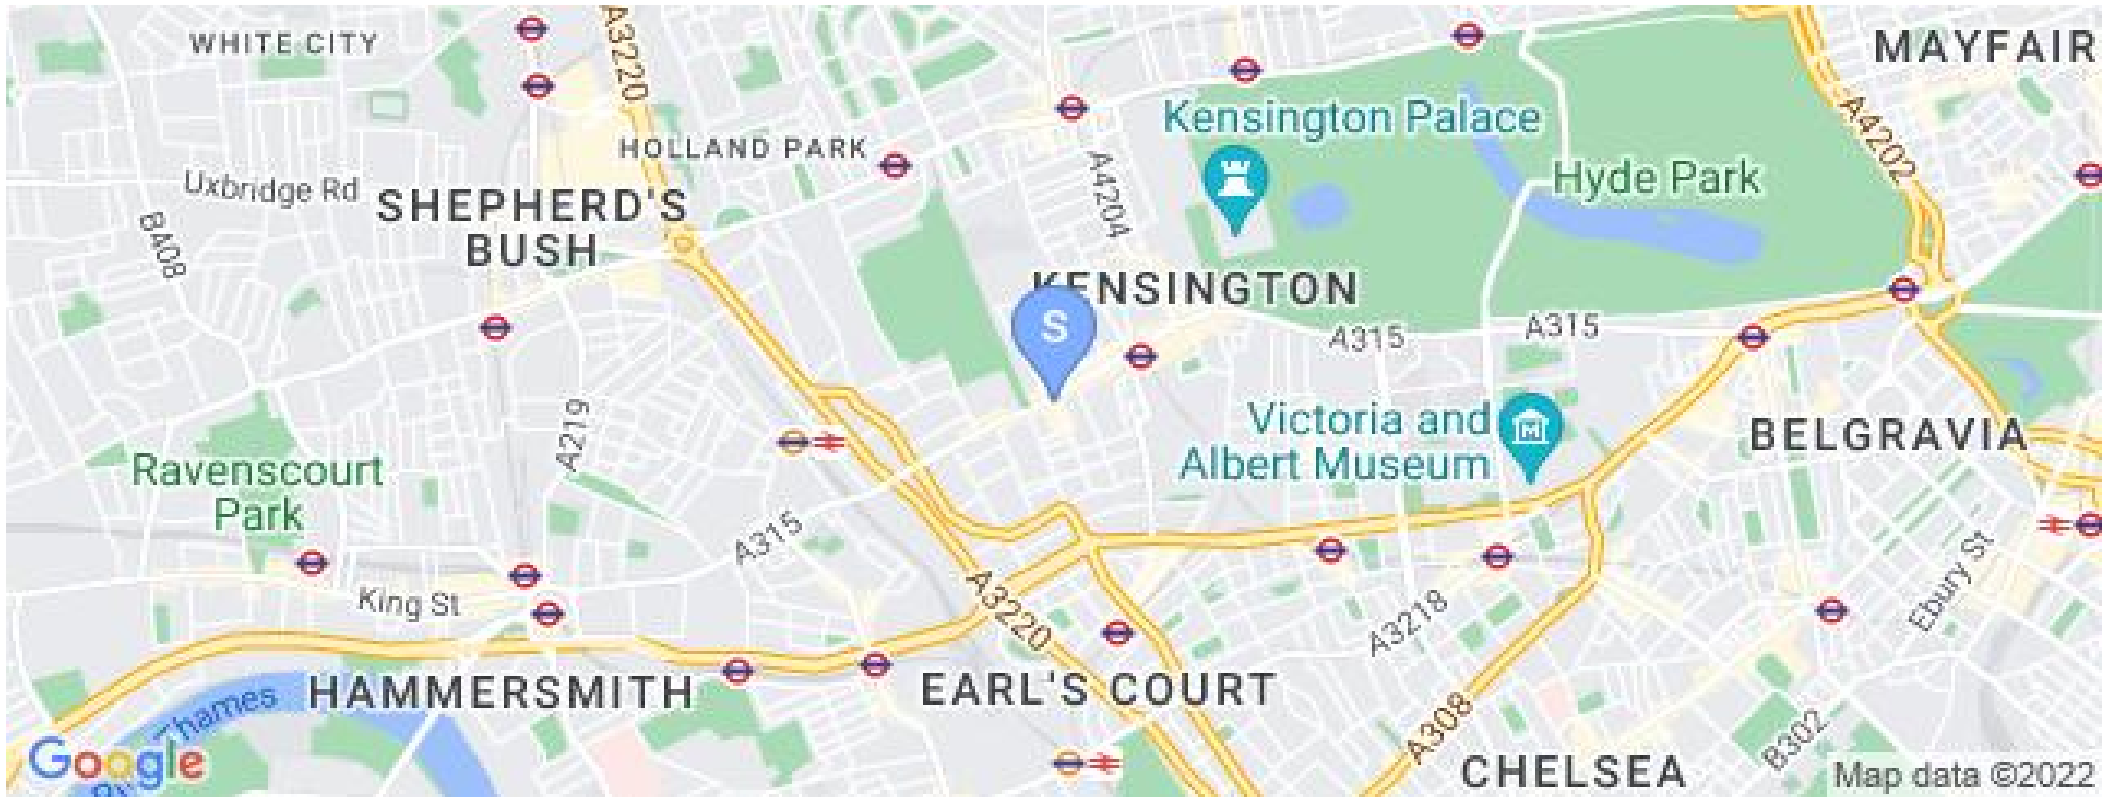 WHITE CITY
A3220
MAYFAIR
Kensington Palace
A4202
HOLLAND PARK
Uxbridge Rd
SHEPHERD'S
BUSH
B408
A4204
Hyde Park
KENSINGTON
S
A315
A315
A219
Victoria and
Albert Museum
BELGRAVIA
Ravenscourt
Park
A315
King St
A3220
A3218
Ebury St
HAMMERSMITH
EARL'S COURT
Thames
A308
B302
CHELSEA
Google
Map data ©2022